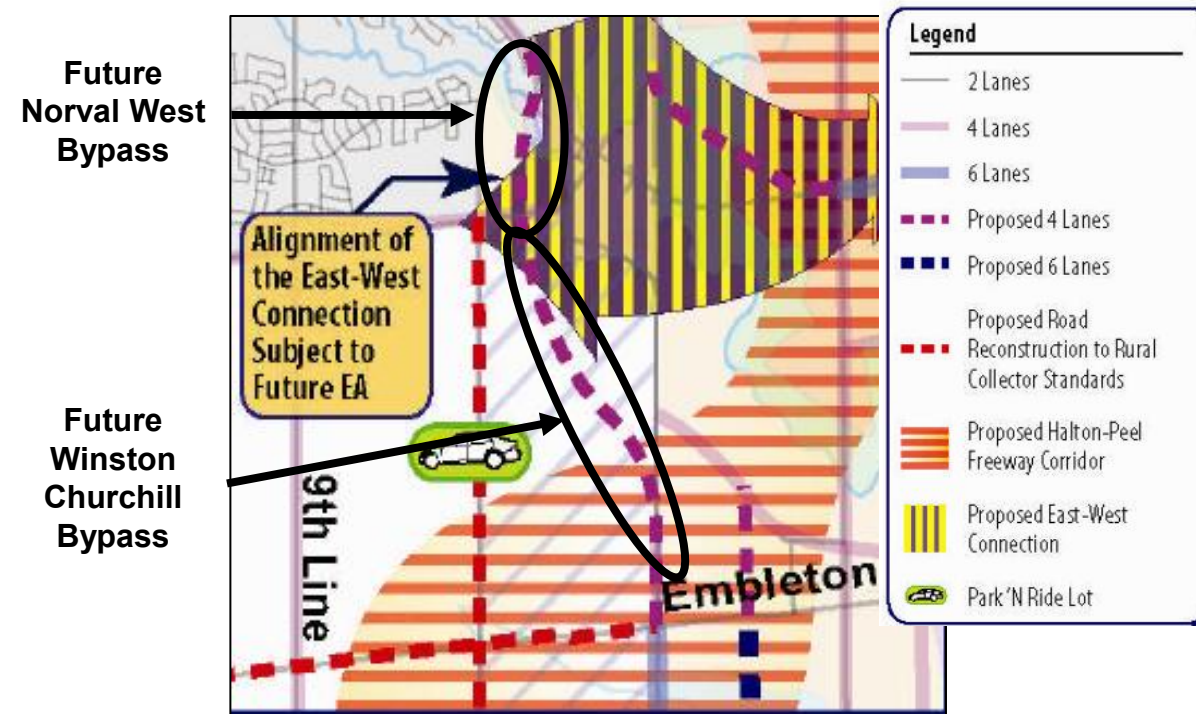 Future
Norval West
Bypass
Alignment of
the East-West
Connection
Subject to
Future EA
Future
Winston
Churchill
Bypass
9th Line
Embleton
Legend
2 Lanes
4 Lanes
6 Lanes
Proposed 4 Lanes
Proposed 6 Lanes
Proposed Road
Reconstruction to Rural
Collector Standards
Proposed Halton-Peel
Freeway Corridor
Proposed East-West
Connection
Park 'N Ride Lot